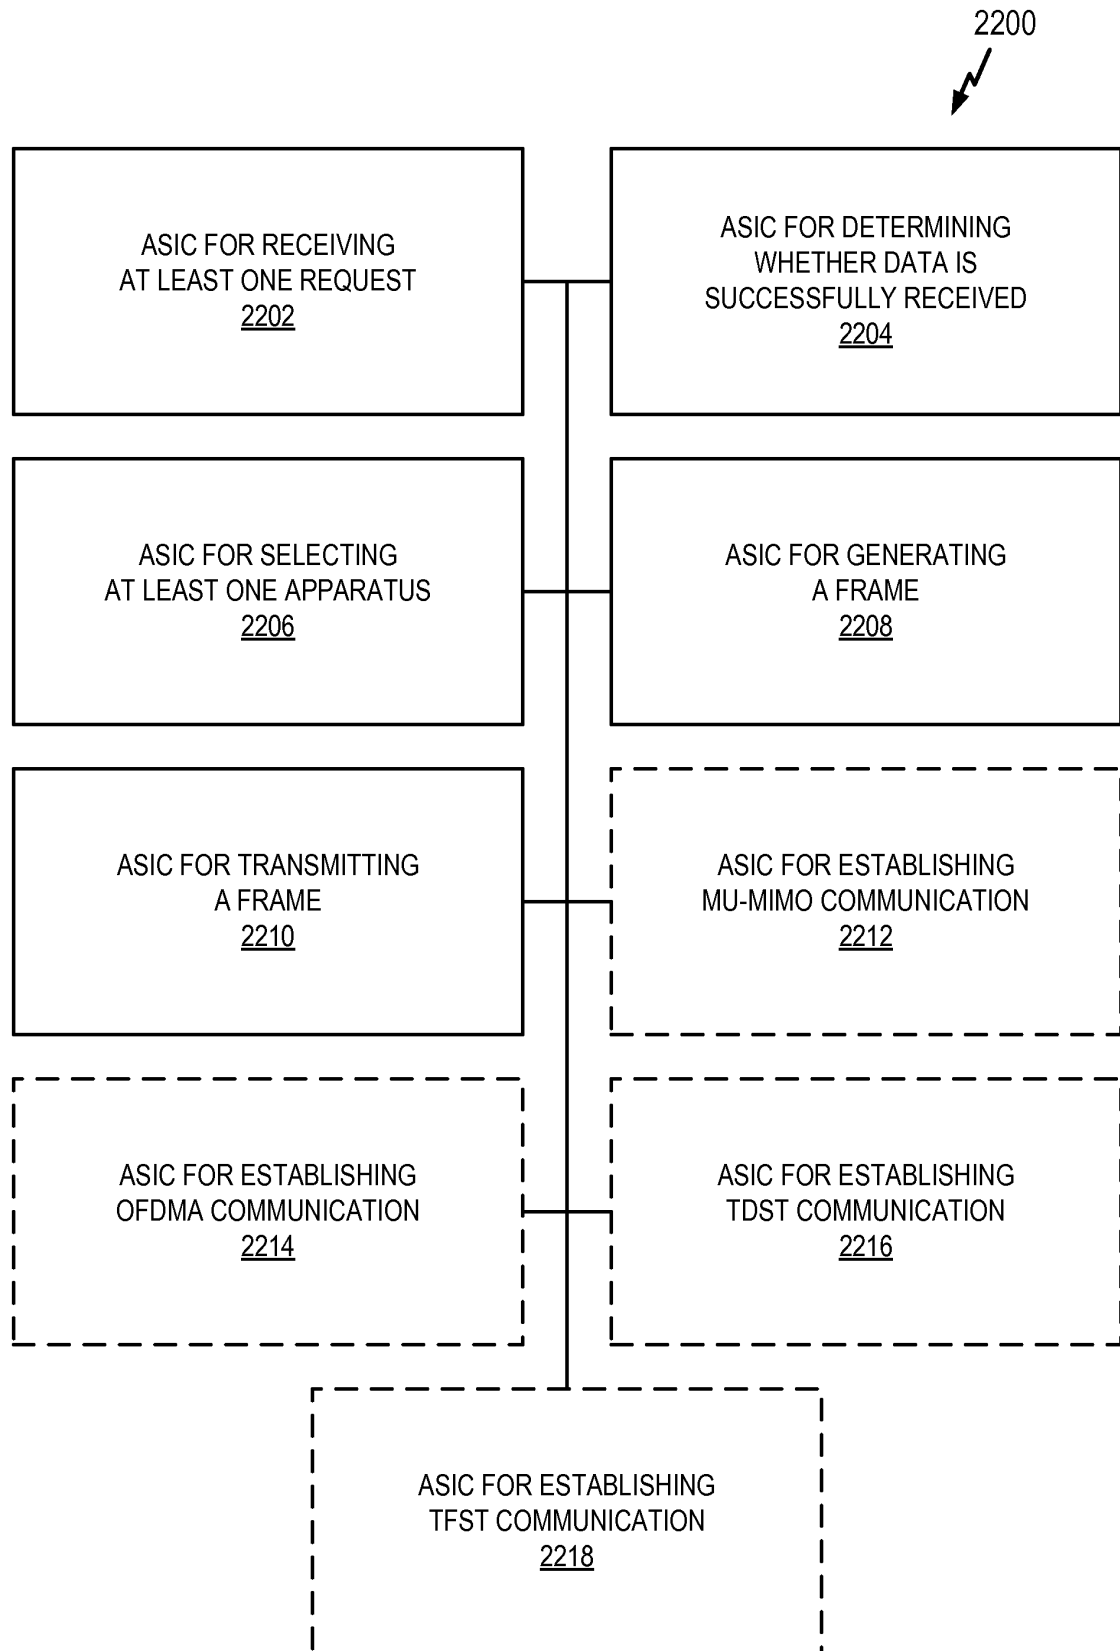 2200
ASIC FOR RECEIVING
AT LEAST ONE REQUEST
2202
ASIC FOR DETERMINING
WHETHER DATA IS
SUCCESSFULLY RECEIVED
2204
ASIC FOR SELECTING
AT LEAST ONE APPARATUS
2206
ASIC FOR GENERATING
A FRAME
2208
ASIC FOR TRANSMITTING
A FRAME
2210
ASIC FOR ESTABLISHING
MU-MIMO COMMUNICATION
2212
ASIC FOR ESTABLISHING
OFDMA COMMUNICATION
2214
ASIC FOR ESTABLISHING
TDST COMMUNICATION
2216
ASIC FOR ESTABLISHING
TFST COMMUNICATION
2218